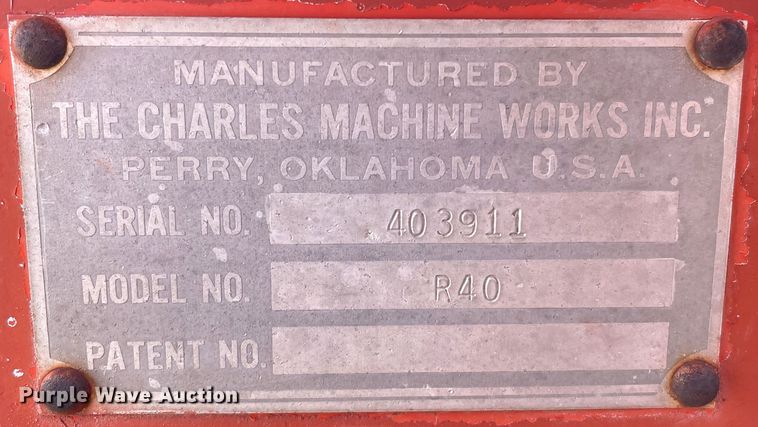 MANUFACTURED BY
THE CHARLES MACHINE WORKS INC.
PERRY, OKLAHOMA U.S.A.
SERIAL NO. 403911
MODEL NO. R40
PATENT NO.
Purple Wave Auction